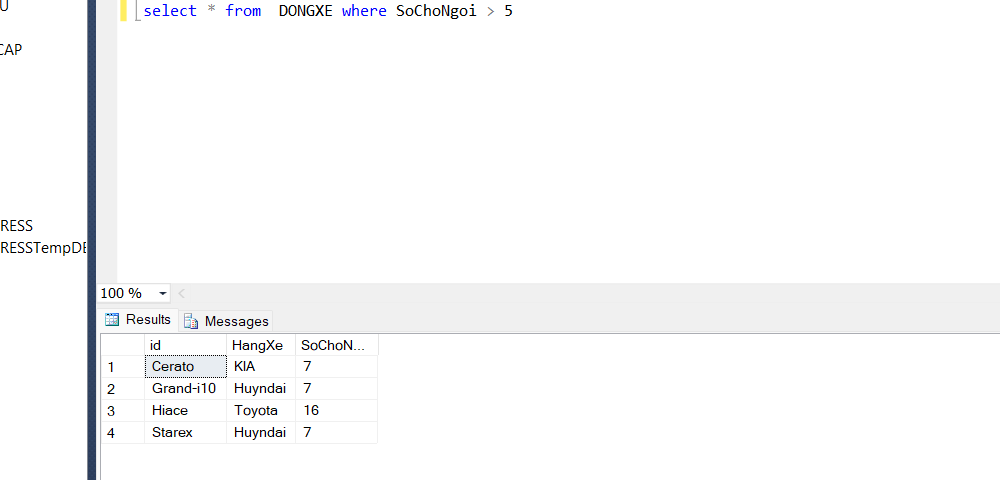 U
select * from  DONGXE where SoChoNgoi > 5
CAP
RESS
RESSTempDE
100 %
Results Messages
id HangXe SoChoN...
1 Cerato KIA 7
2 Grand-i10 Huyndai 7
3 Hiace Toyota 16
4 Starex Huyndai 7